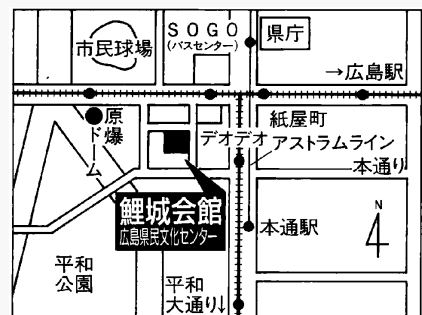 市民球場
SOGO
(バスセンター)
県庁
→広島駅
原爆ドーム
紙屋町
デオデオ
アストラムライン
本通り
鯉城会館
広島県民文化センター
本通駅
N
平和
公園
平和
大通り↓